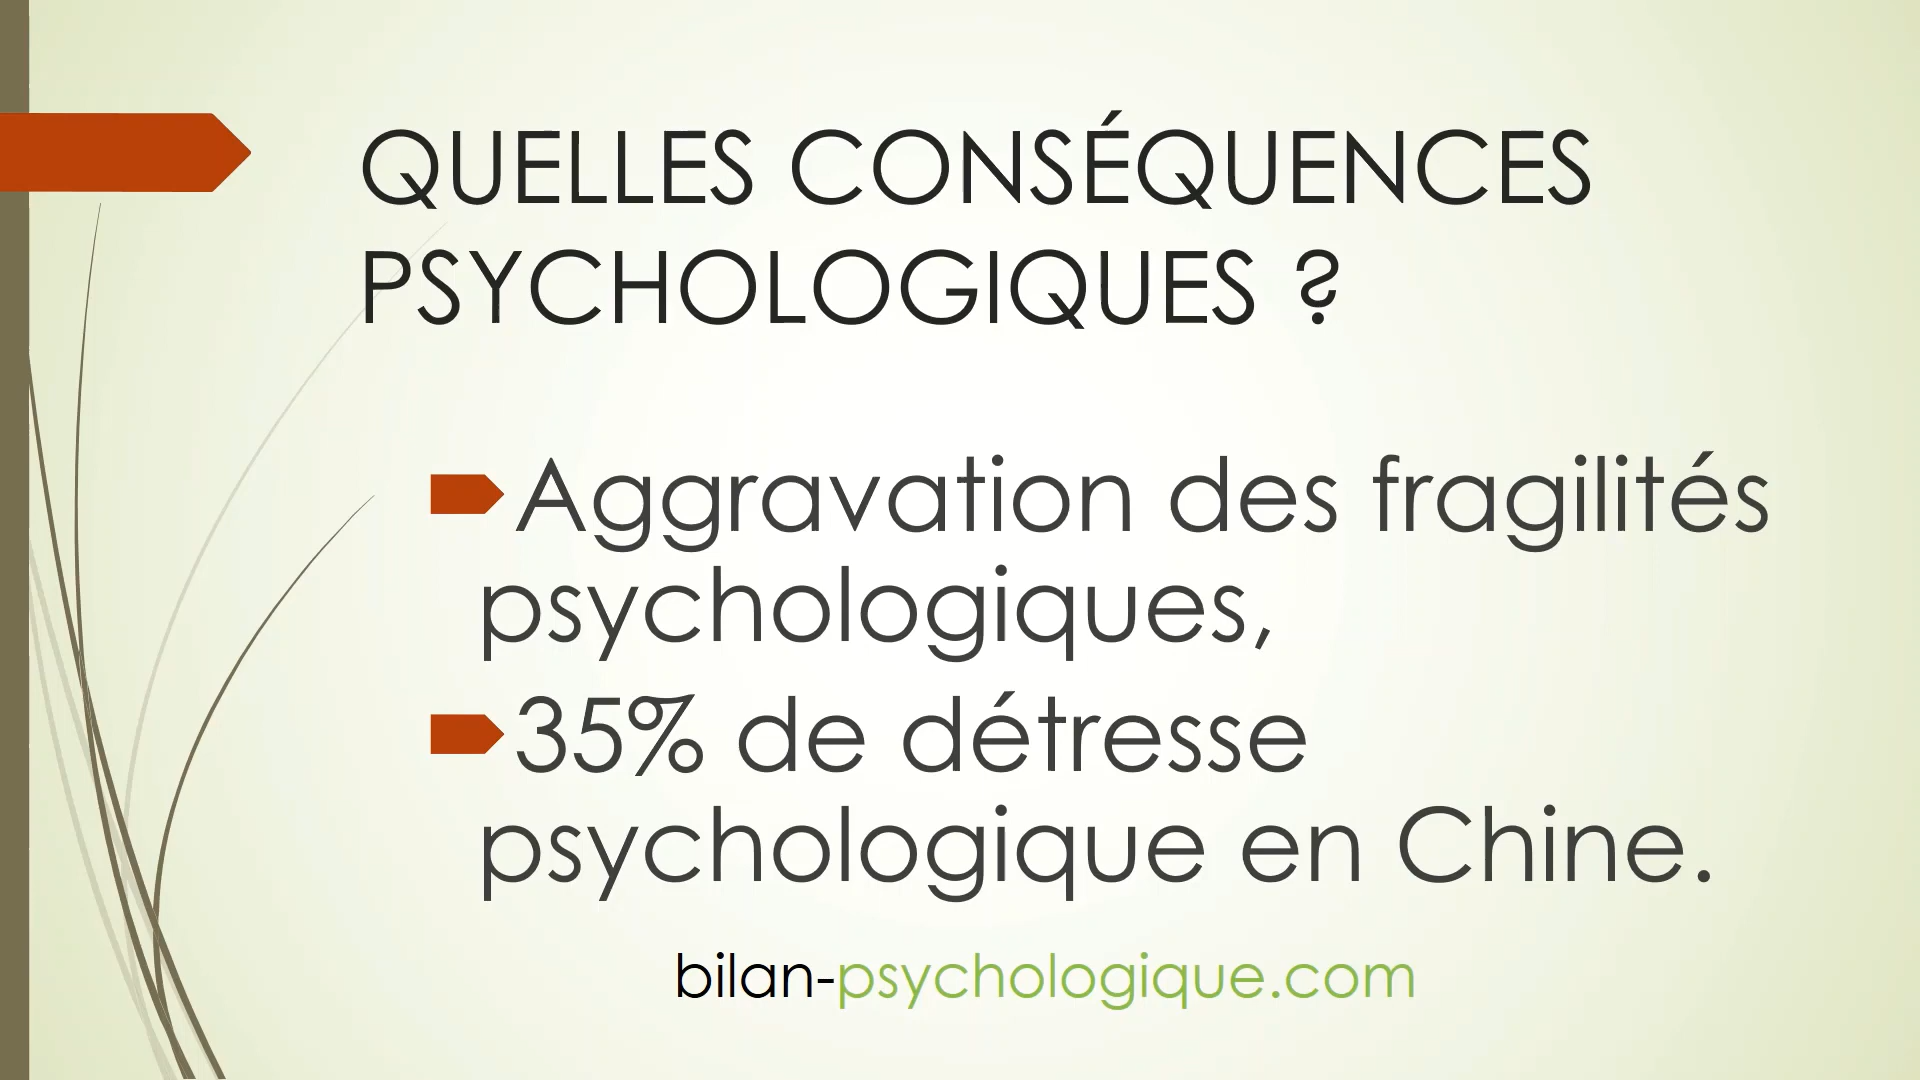 QUELLES CONSÉQUENCES
PSYCHOLOGIQUES ?
Aggravation des fragilités
psychologiques,
35% de détresse
psychologique en Chine.
bilan-psychologique.com